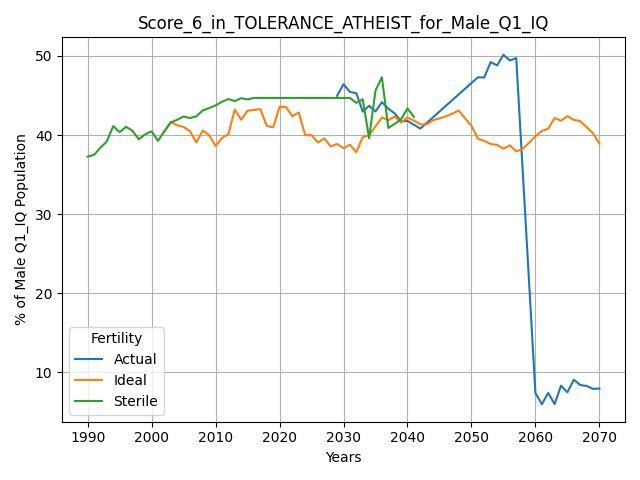 Score_6_in_TOLERANCE_ATHEIST_for_Male_Q1_IQ
% of Male Q1_IQ Population
50
40
30
20
10
Fertility
Actual
Ideal
Sterile
1990 2000 2010 2020 2030 2040 2050 2060 2070
Years